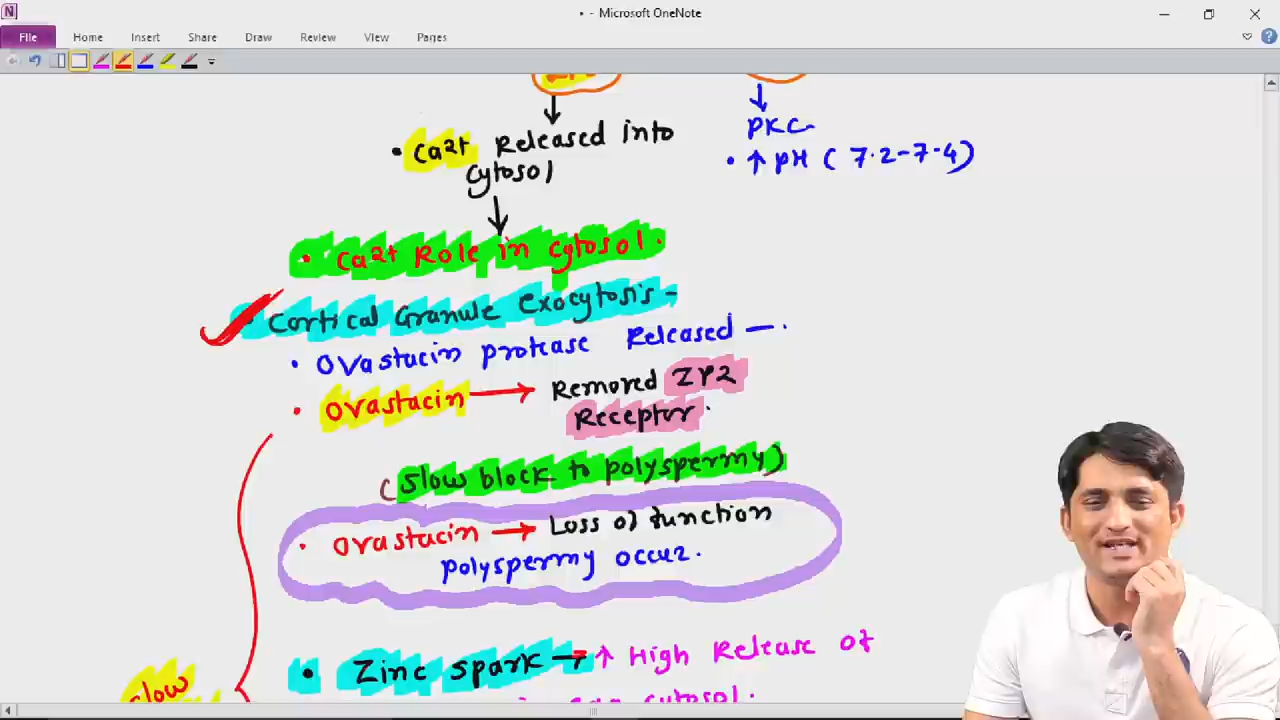 • - Microsoft OneNote
File Home Insert Share Draw Review View Pages
• Ca2+ Released into
cytosol
PKC
• ↑ pH ( 7.2-7.4)
• Ca2+ Role in cytosol.
• Cortical Granule Exocytosis -
• Ovastacin protease Released —.
• Ovastacin → Removed ZP2
Receptor.
(Slow block to polyspermy)
• Ovastacin → Loss of function
polyspermy occur.
• Zinc spark → ↑ High Release of
cytosol.
slow